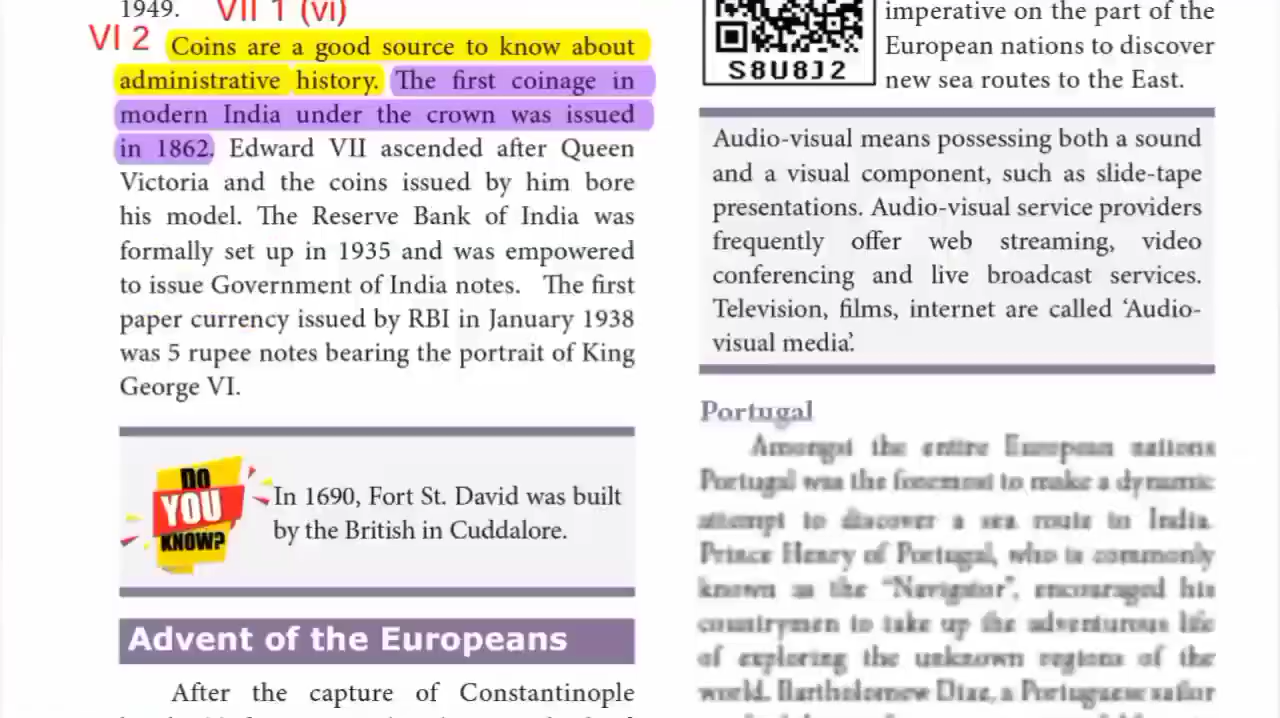 1949.
VII 1 (vi)
VI 2
Coins are a good source to know about
administrative history. The first coinage in
modern India under the crown was issued
in 1862. Edward VII ascended after Queen
Victoria and the coins issued by him bore
his model. The Reserve Bank of India was
formally set up in 1935 and was empowered
to issue Government of India notes. The first
paper currency issued by RBI in January 1938
was 5 rupee notes bearing the portrait of King
George VI.
DO
YOU
KNOW?
In 1690, Fort St. David was built
by the British in Cuddalore.
Advent of the Europeans
After the capture of Constantinople
S8U8J2
imperative on the part of the
European nations to discover
new sea routes to the East.
Audio-visual means possessing both a sound
and a visual component, such as slide-tape
presentations. Audio-visual service providers
frequently offer web streaming, video
conferencing and live broadcast services.
Television, films, internet are called ‘Audio-
visual media’.
Portugal
Amongst the entire European nations
Portugal was the foremost to make a dynamic
attempt to discover a sea route to India.
Prince Henry of Portugal, who is commonly
known as the “Navigator”, encouraged his
countrymen to take up the adventurous life
of exploring the unknown regions of the
world. Bartholomew Diaz, a Portuguese sailor